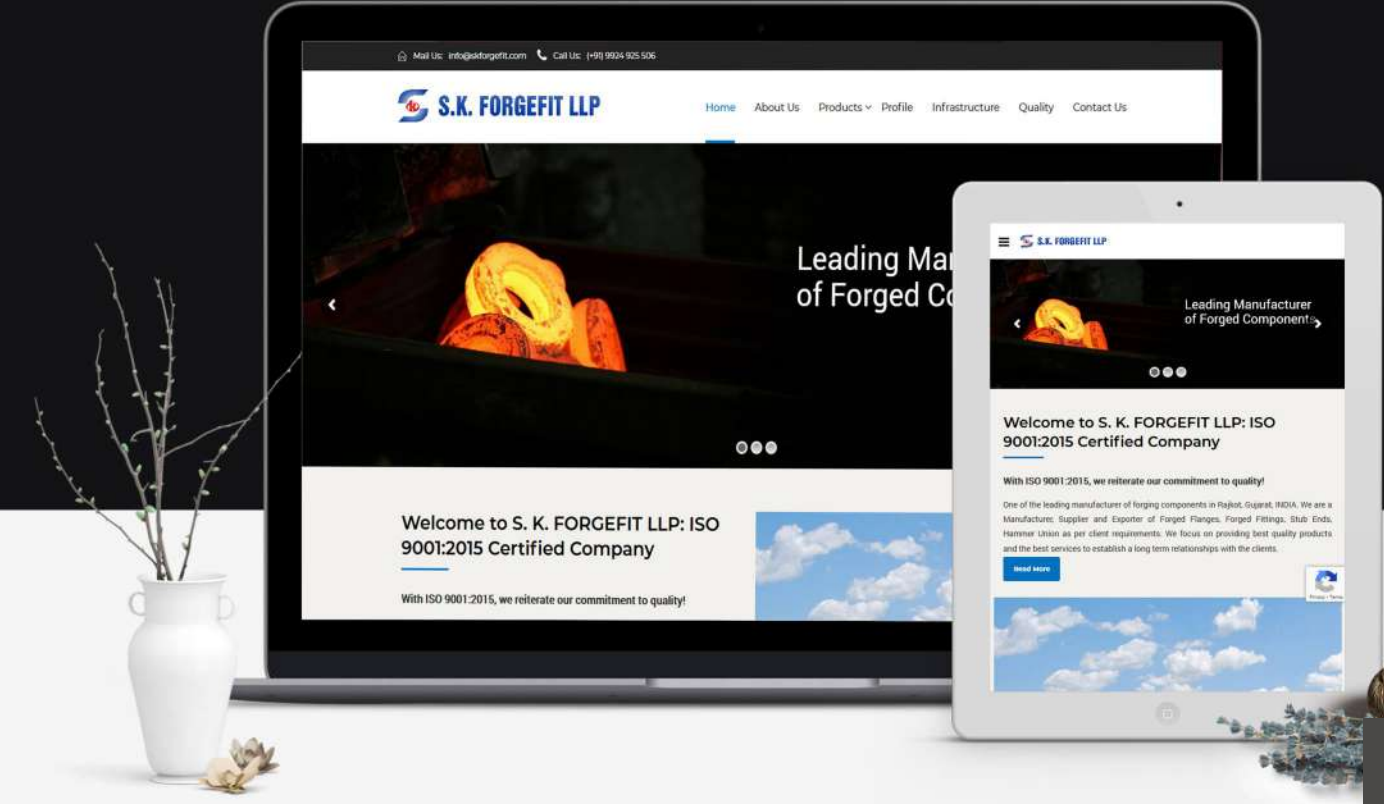 Mail Us: info@skforgefit.com Call Us: (+91) 9924 925 506
S.K. FORGEFIT LLP
Home About Us Products Profile Infrastructure Quality Contact Us
Leading Ma
of Forged Co
Welcome to S. K. FORGEFIT LLP: ISO
9001:2015 Certified Company
With ISO 9001:2015, we reiterate our commitment to quality!
S.K. FORGEFIT LLP
Leading Manufacturer
of Forged Components
Welcome to S. K. FORGEFIT LLP: ISO
9001:2015 Certified Company
With ISO 9001:2015, we reiterate our commitment to quality!
One of the leading manufacturer of forging components in Rajkot, Gujarat, INDIA. We are a
Manufacturer, Supplier and Exporter of Forged Flanges, Forged Fittings, Stub Ends,
Hammer Union as per client requirements. We focus on providing best quality products
and the best services to establish a long term relationships with the clients.
Read More
Privacy - Terms